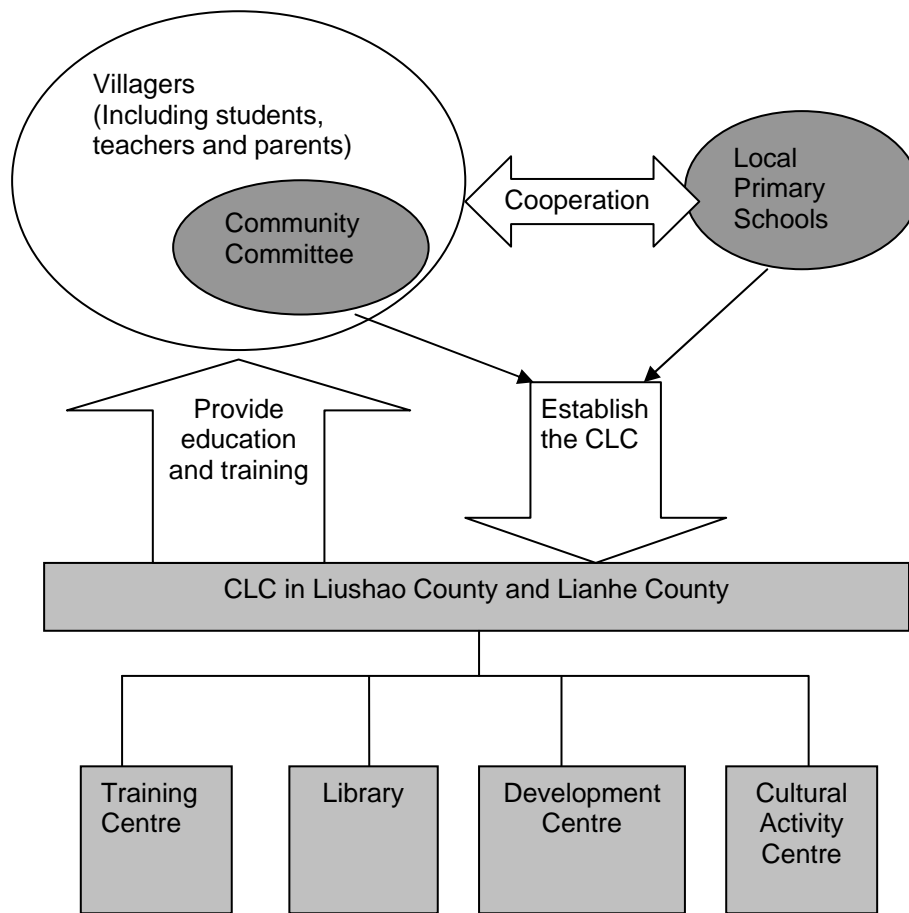 Villagers
(Including students,
teachers and parents)
Community
Committee
Cooperation
Local
Primary
Schools
Provide
education
and training
Establish
the CLC
CLC in Liushao County and Lianhe County
Training
Centre
Library
Development
Centre
Cultural
Activity
Centre